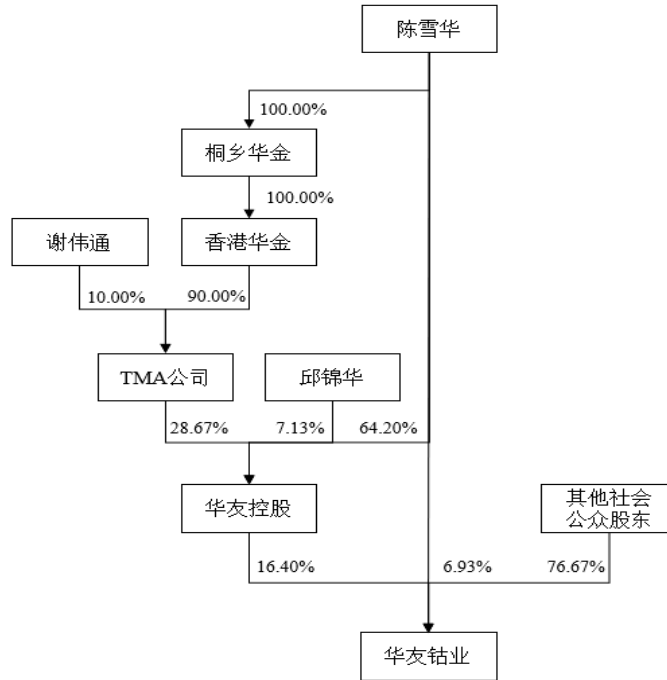 陈雪华
100.00%
桐乡华金
100.00%
谢伟通
香港华金
10.00%
90.00%
TMA公司
邱锦华
28.67%
7.13%
64.20%
华友控股
其他社会
公众股东
16.40%
6.93%
76.67%
华友钴业